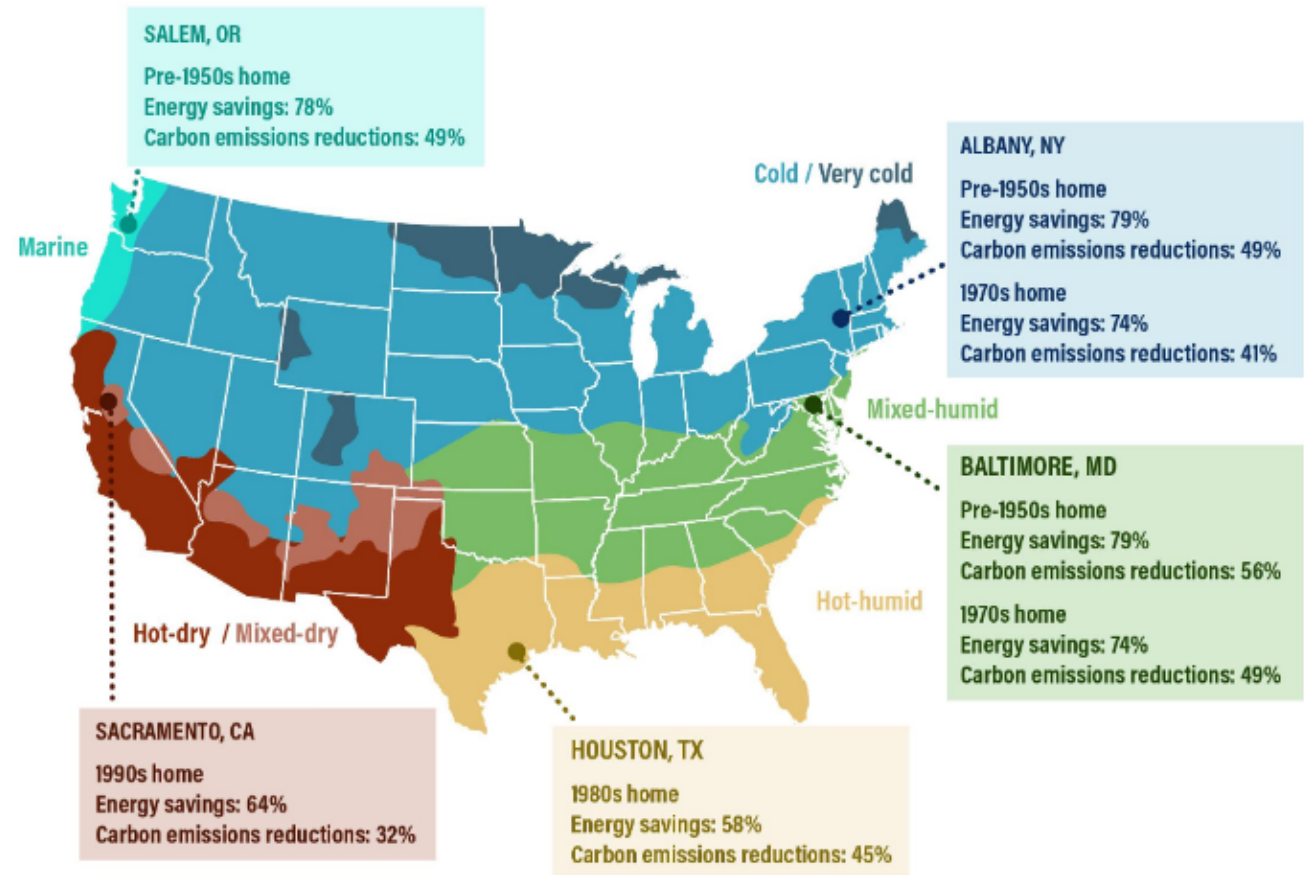 SALEM, OR
Pre-1950s home
Energy savings: 78%
Carbon emissions reductions: 49%
Marine
Cold / Very cold
ALBANY, NY
Pre-1950s home
Energy savings: 79%
Carbon emissions reductions: 49%
1970s home
Energy savings: 74%
Carbon emissions reductions: 41%
Mixed-humid
BALTIMORE, MD
Pre-1950s home
Energy savings: 79%
Carbon emissions reductions: 56%
1970s home
Energy savings: 74%
Carbon emissions reductions: 49%
Hot-humid
Hot-dry / Mixed-dry
SACRAMENTO, CA
1990s home
Energy savings: 64%
Carbon emissions reductions: 32%
HOUSTON, TX
1980s home
Energy savings: 58%
Carbon emissions reductions: 45%